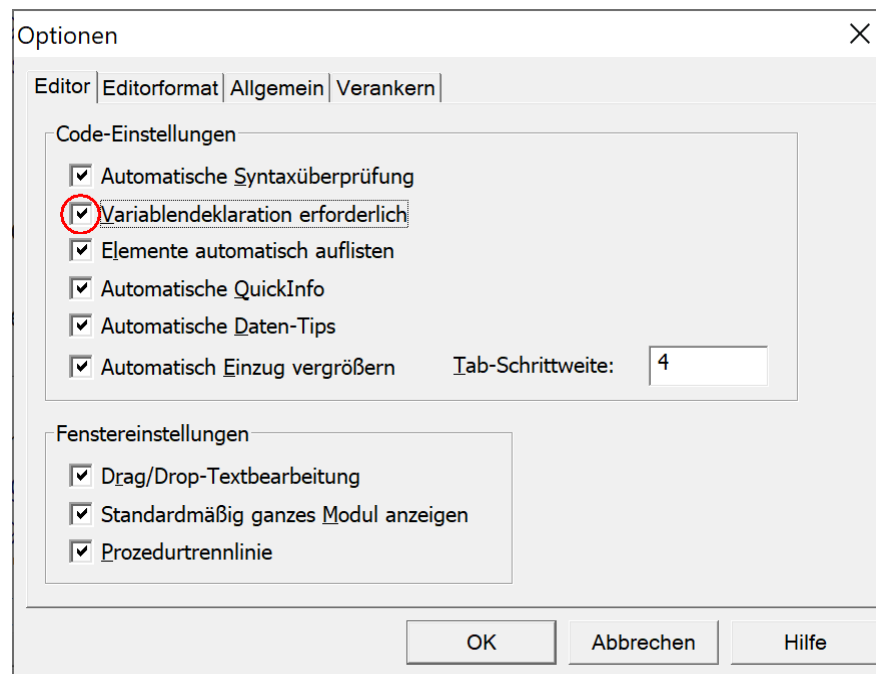 Optionen
Editor Editorformat Allgemein Verankern
Code-Einstellungen
Automatische Syntaxüberprüfung
Variablendeklaration erforderlich
Elemente automatisch auflisten
Automatische QuickInfo
Automatische Daten-Tips
Automatisch Einzug vergrößern Tab-Schrittweite: 4
Fenstereinstellungen
Drag/Drop-Textbearbeitung
Standardmäßig ganzes Modul anzeigen
Prozedurtrennlinie
OK Abbrechen Hilfe